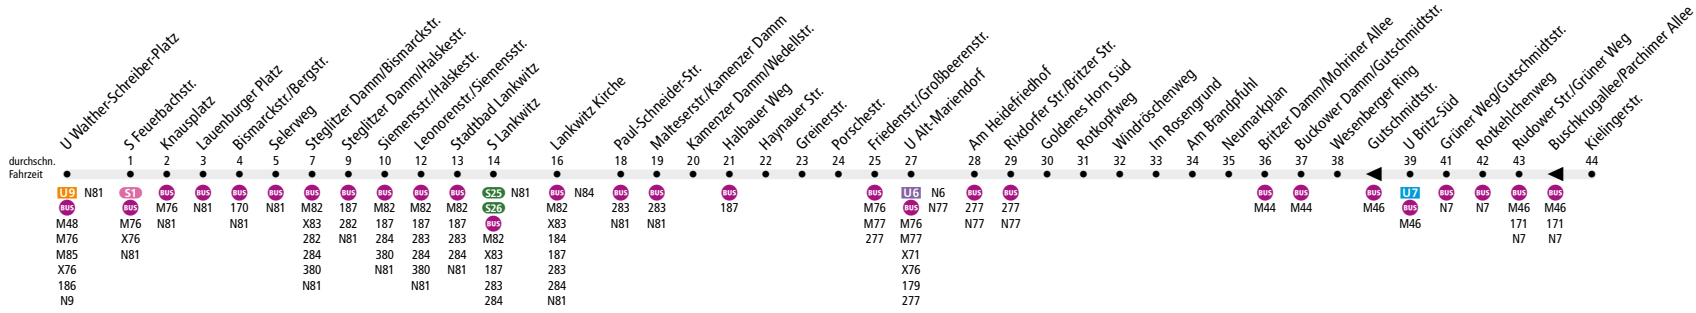 U Walther-Schreiber-Platz
S Feuerbachstr.
Knausplatz
Lauenburger Platz
Bismarckstr./Bergstr.
Selerweg
Steglitzer Damm/Bismarckstr.
Steglitzer Damm/Halskestr.
Siemensstr./Halskestr.
Leonorenstr./Siemensstr.
Stadtbad Lankwitz
S Lankwitz
Lankwitz Kirche
Paul-Schneider-Str.
Malteserstr./Kamenzer Damm
Kamenzer Damm/Wedellstr.
Halbauer Weg
Haynauer Str.
Greinerstr.
Porschestr.
Friedenstr./Großbeerenstr.
U Alt-Mariendorf
Am Heidefriedhof
Rixdorfer Str./Britzer Str.
Goldenes Horn Süd
Rotkopfweg
Windröschenweg
Im Rosengrund
Am Brandpfuhl
Neumarkplan
Britzer Damm/Mohriner Allee
Buckower Damm/Gutschmidtstr.
Wesenberger Ring
Gutschmidtstr.
U Britz-Süd
Grüner Weg/Gutschmidtstr.
Rotkehlchenweg
Rudower Str./Grüner Weg
Buschkrugallee/Parchimer Allee
Kielingerstr.
durchschn. 1 2 3 4 5 7 9 10 12 13 14 16 18 19 20 21 22 23 24 25 27 28 29 30 31 32 33 34 35 36 37 38 39 41 42 43 44
Fahrzeit
U9 N81 S1 BUS BUS BUS BUS BUS BUS BUS BUS BUS S25 N81 BUS N84 BUS BUS BUS BUS U6 N6 BUS BUS BUS BUS BUS U7 BUS BUS BUS BUS
BUS BUS M76 N81 170 N81 M82 187 M82 M82 M82 S26 M82 283 283 187 M76 BUS N77 277 277 M44 M44 M46 BUS N7 N7 M46 M46
M48 M76 N81 N81 X83 282 187 187 187 BUS X83 N81 N81 M77 M76 N77 N77 M46 171 171
M76 X76 282 N81 284 283 283 M82 184 277 M77 N7 N7
M85 N81 284 380 284 284 X83 187 X71
X76 380 N81 380 N81 187 283 X76
186 N81 N81 283 284 179
N9 284 N81 277